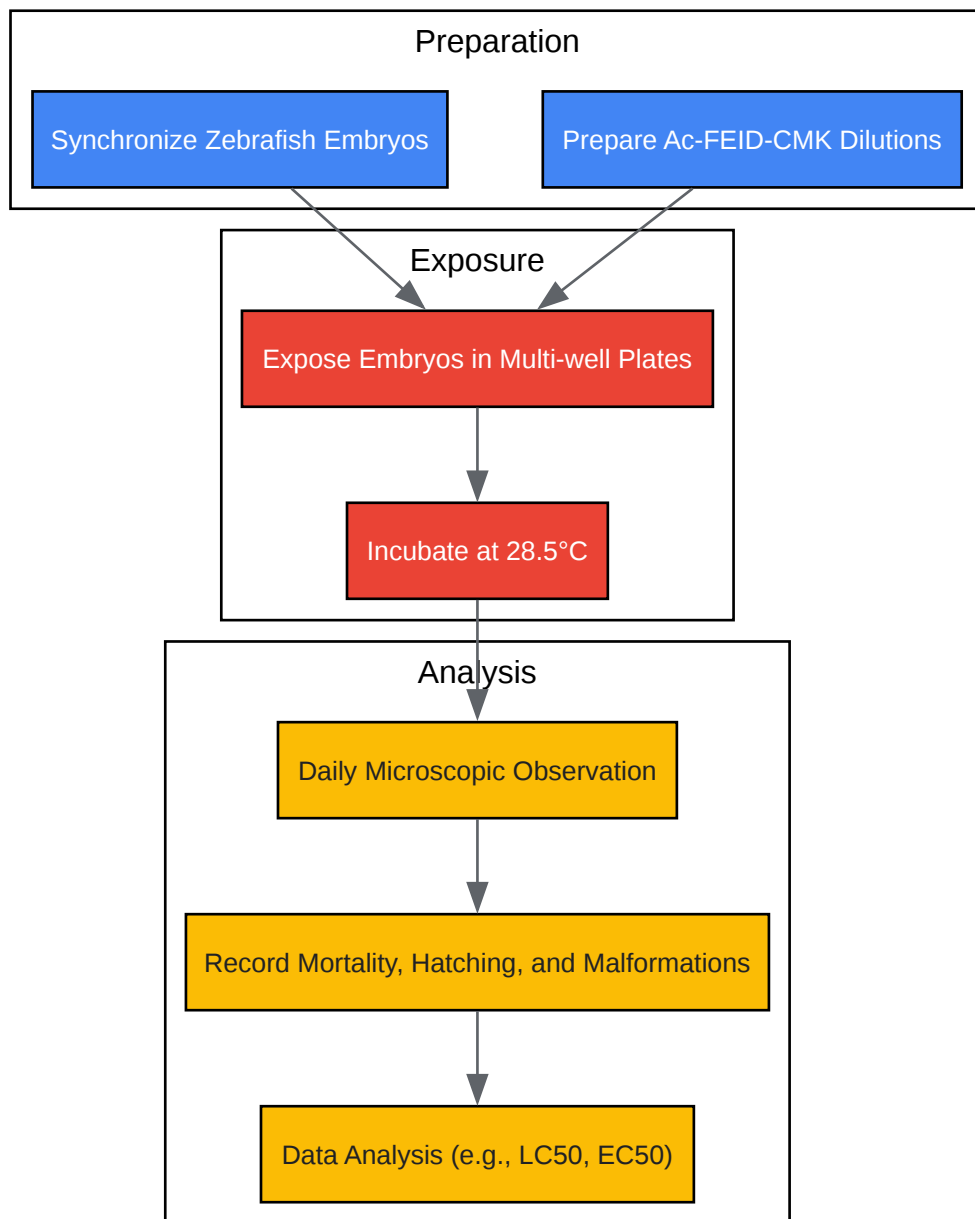 Preparation
Synchronize Zebrafish Embryos
Prepare Ac-FEID-CMK Dilutions
Exposure
Expose Embryos in Multi-well Plates
Incubate at 28.5°C
Analysis
Daily Microscopic Observation
Record Mortality, Hatching, and Malformations
Data Analysis (e.g., LC50, EC50)